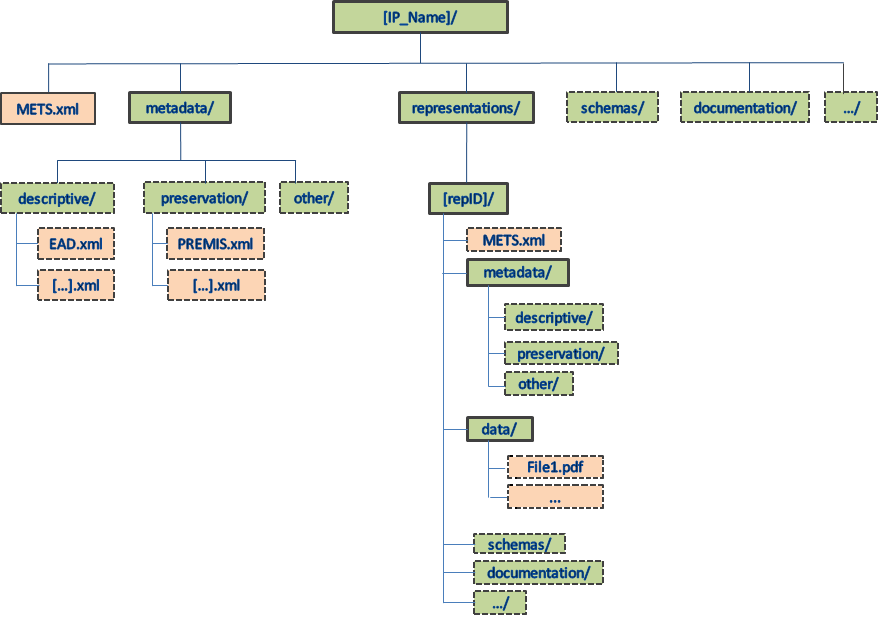 [IP_Name]/
METS.xml
metadata/
representations/
schemas/
documentation/
.../
descriptive/
preservation/
other/
[repID]/
EAD.xml
PREMIS.xml
METS.xml
[...].xml
[...].xml
metadata/
descriptive/
preservation/
other/
data/
File1.pdf
...
schemas/
documentation/
.../